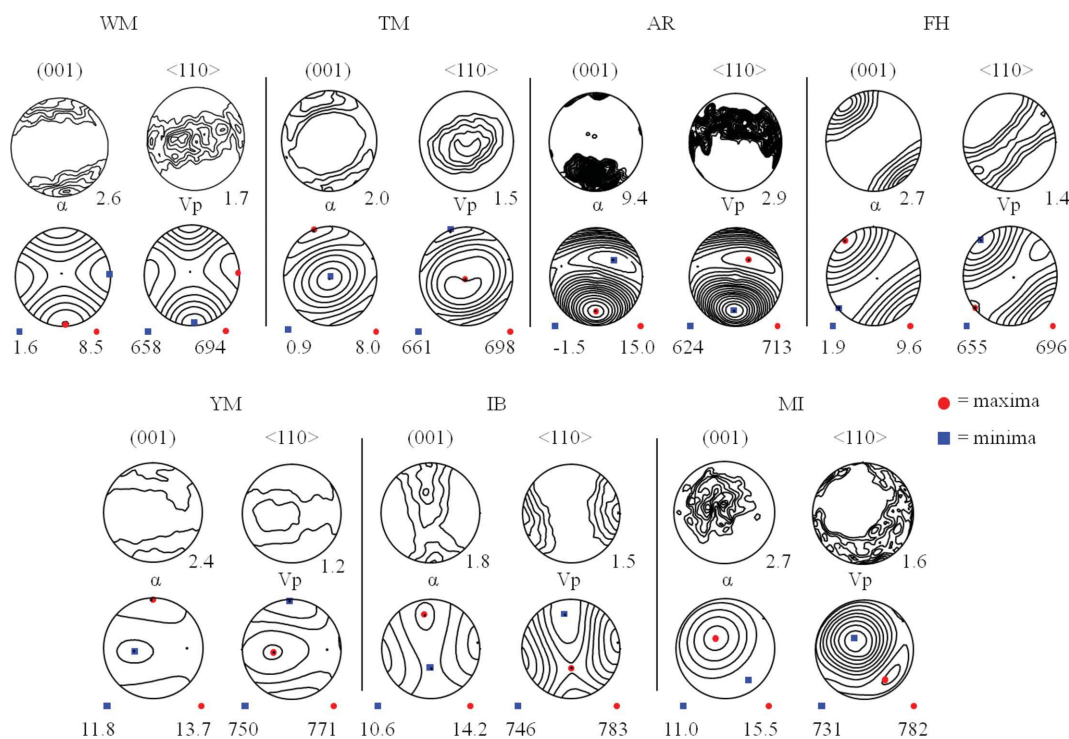 WM TM AR FH
(001) <110> (001) <110> (001) <110> (001) <110>
2.6 1.7 2.0 1.5 9.4 2.9 2.7 1.4
α Vp α Vp α Vp α Vp
1.6 8.5 658 694 0.9 8.0 661 698 -1.5 15.0 624 713 1.9 9.6 655 696
YM IB MI
= maxima
= minima
(001) <110> (001) <110> (001) <110>
2.4 1.2 1.8 1.5 2.7 1.6
α Vp α Vp α Vp
11.8 13.7 750 771 10.6 14.2 746 783 11.0 15.5 731 782